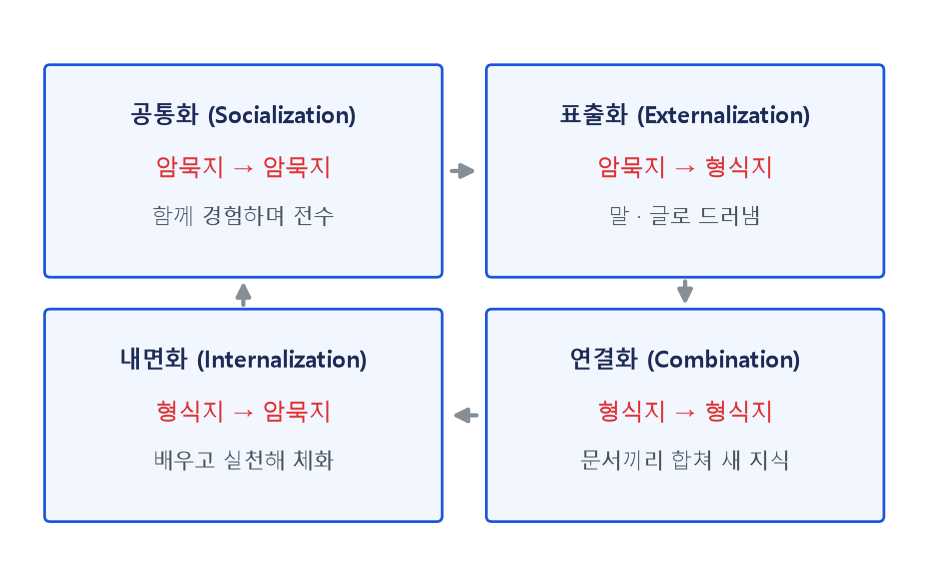 공통화 (Socialization)
암묵지 → 암묵지
함께 경험하며 전수
표출화 (Externalization)
암묵지 → 형식지
말 · 글로 드러냄
내면화 (Internalization)
형식지 → 암묵지
배우고 실천해 체화
연결화 (Combination)
형식지 → 형식지
문서끼리 합쳐 새 지식